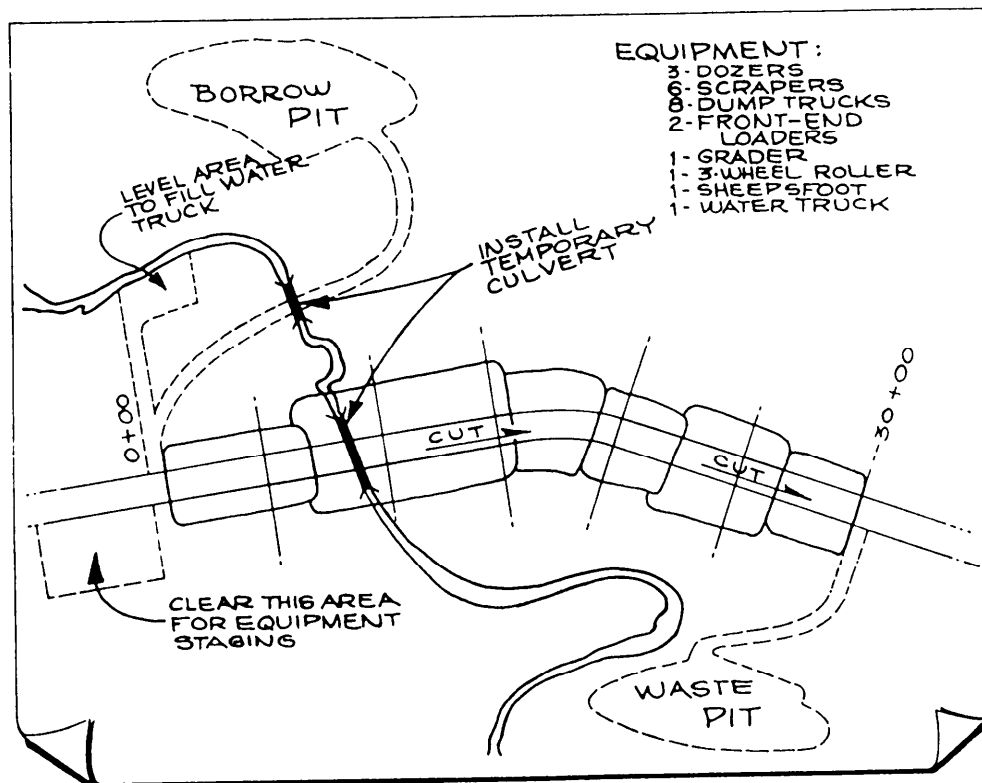 EQUIPMENT:
3- DOZERS
6- SCRAPERS
8- DUMP TRUCKS
2- FRONT-END
LOADERS
1- GRADER
1- 3-WHEEL ROLLER
1- SHEEPSFOOT
1- WATER TRUCK
BORROW
PIT
LEVEL AREA
TO FILL WATER
TRUCK
INSTALL
TEMPORARY
CULVERT
0+00
30+00
CUT
CUT
CLEAR THIS AREA
FOR EQUIPMENT
STAGING
WASTE
PIT